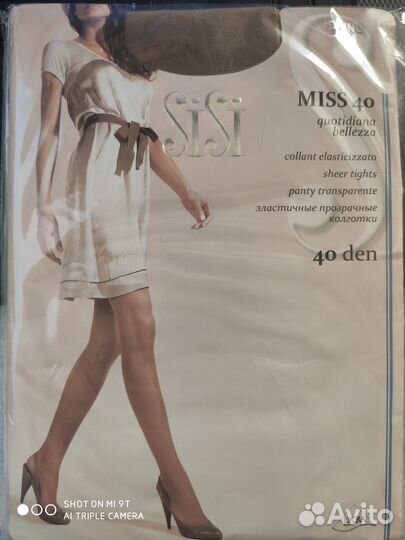 SiSi
MISS 40
quotidiana
bellezza
collant elasticizzato
sheer tights
panty transparente
эластичные прозрачные
колготки
40 den
SHOT ON MI 9T
AI TRIPLE CAMERA
Avito